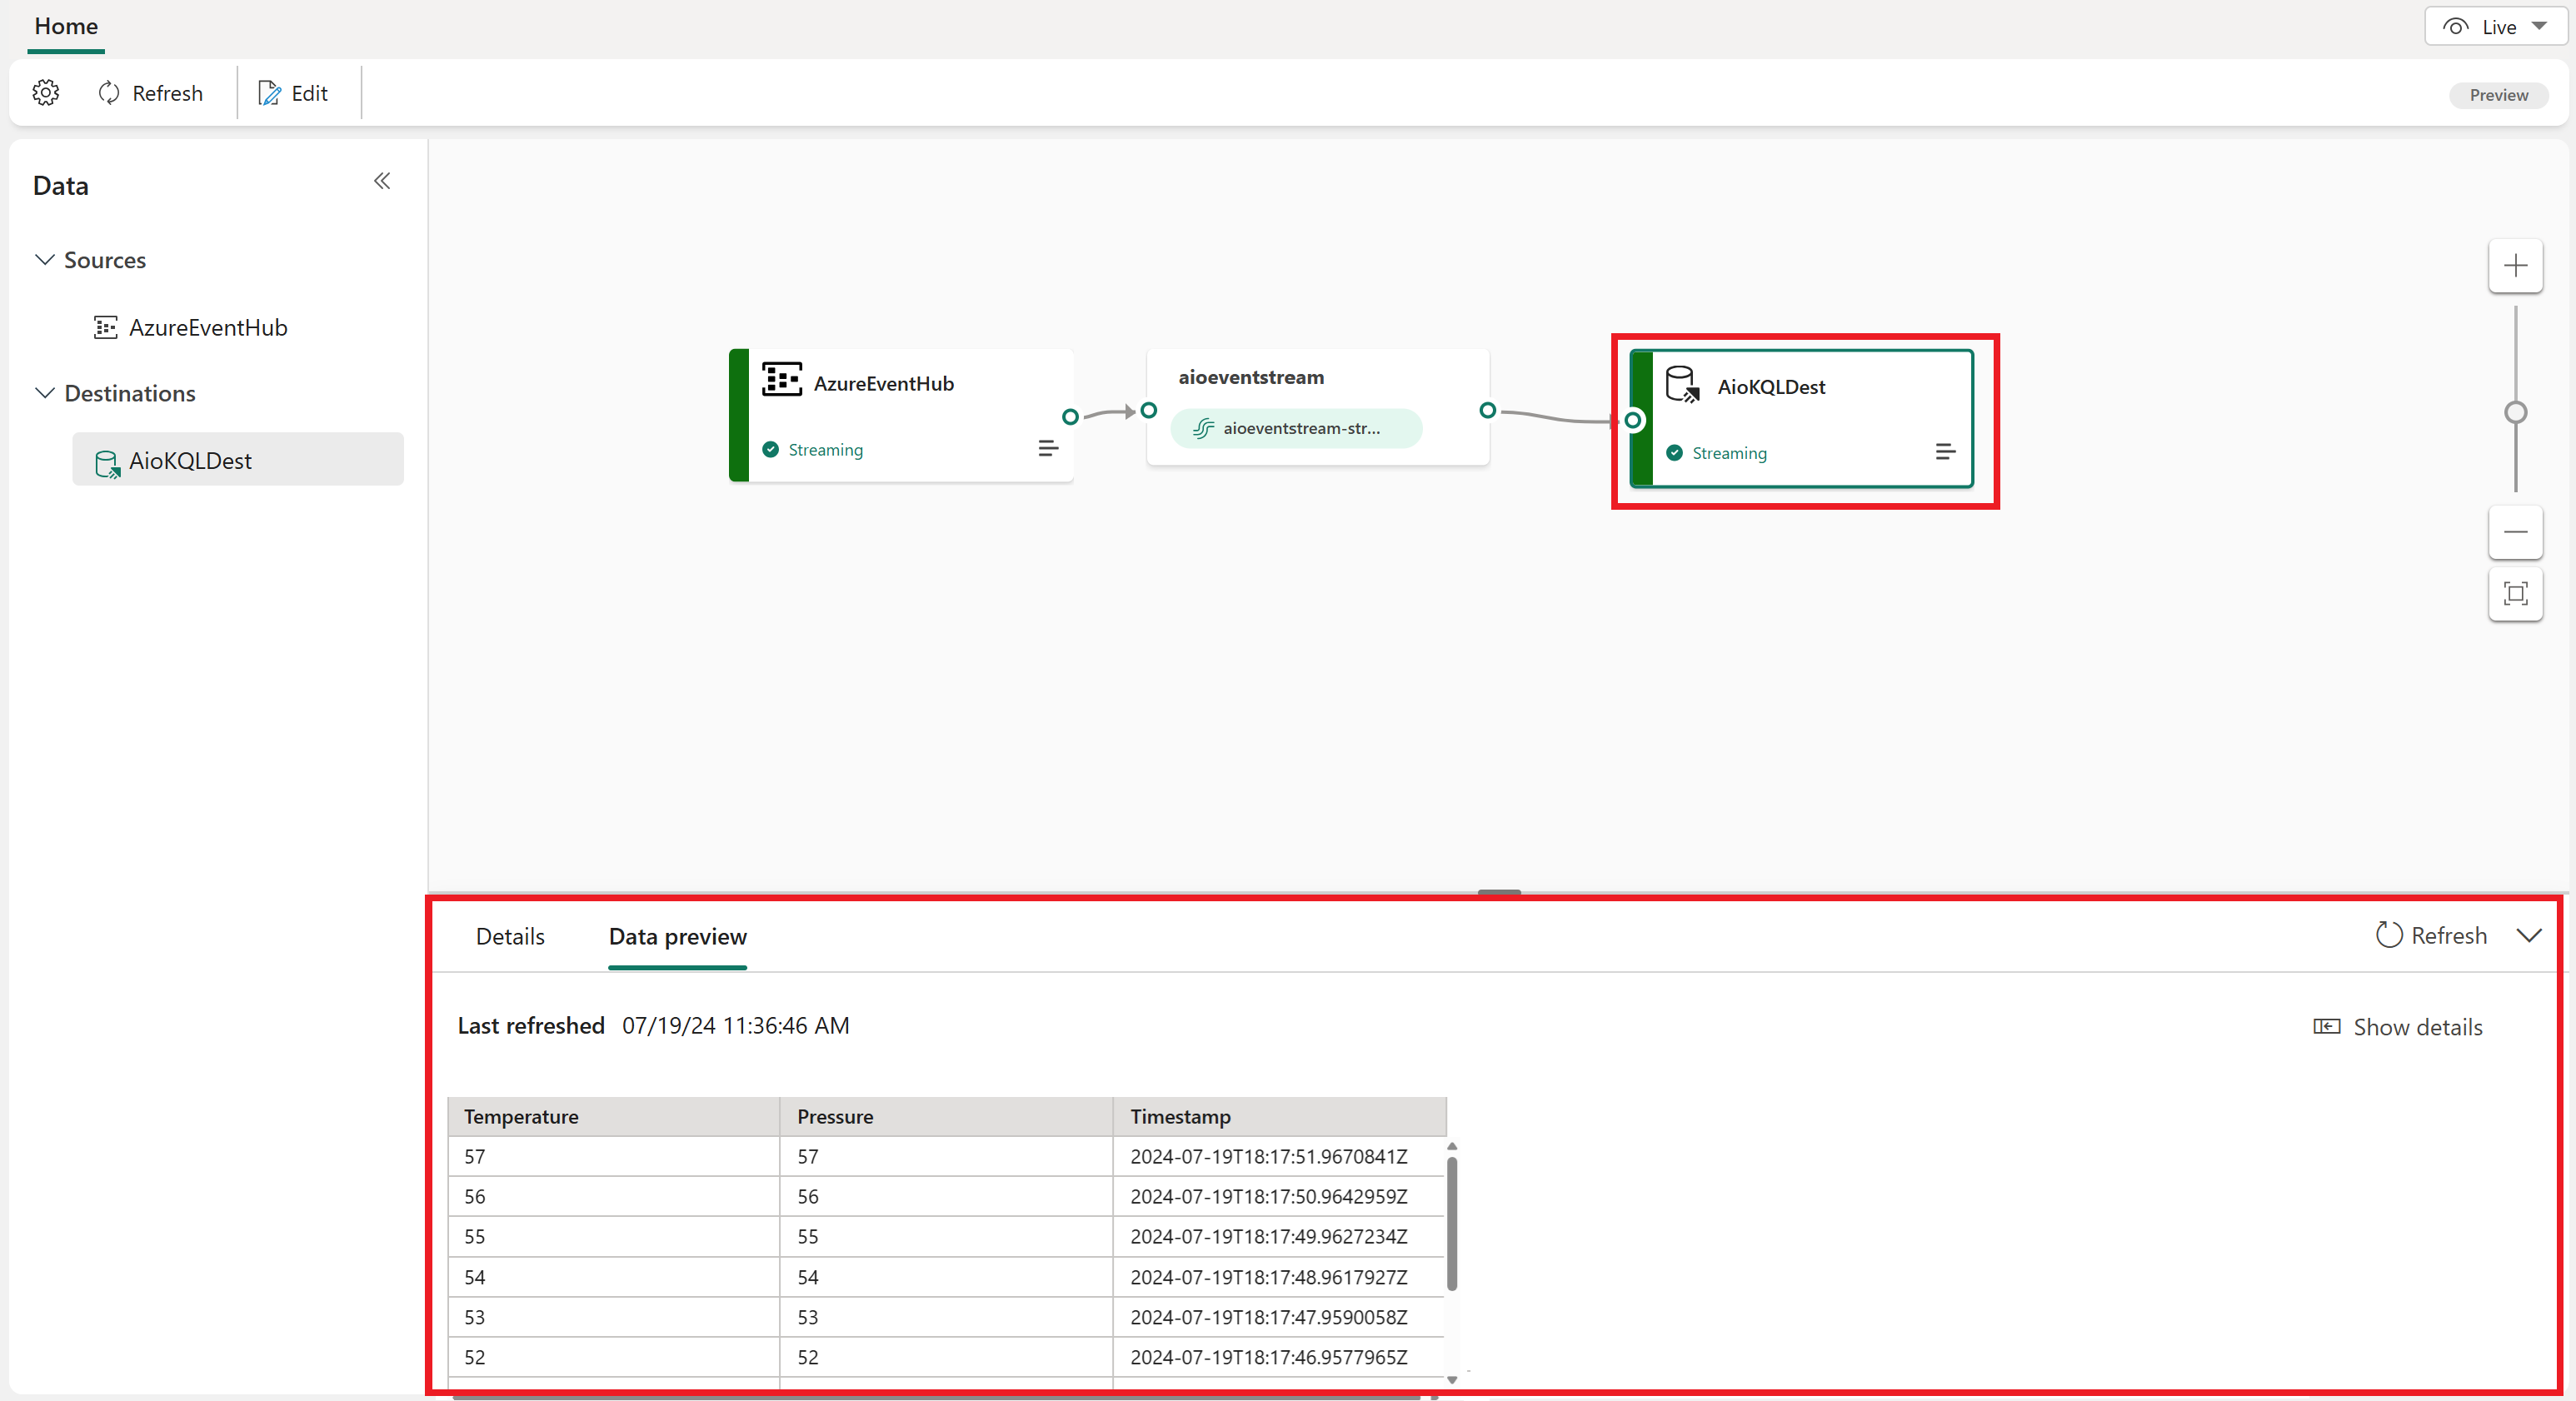 Home
Live
Refresh
Edit
Preview
Data
Sources
AzureEventHub
Destinations
AioKQLDest
AzureEventHub
Streaming
aioeventstream
aioeventstream-str...
AioKQLDest
Streaming
Details
Data preview
Refresh
Last refreshed 07/19/24 11:36:46 AM
Show details
Temperature Pressure Timestamp
57 57 2024-07-19T18:17:51.9670841Z
56 56 2024-07-19T18:17:50.9642959Z
55 55 2024-07-19T18:17:49.9627234Z
54 54 2024-07-19T18:17:48.9617927Z
53 53 2024-07-19T18:17:47.9590058Z
52 52 2024-07-19T18:17:46.9577965Z